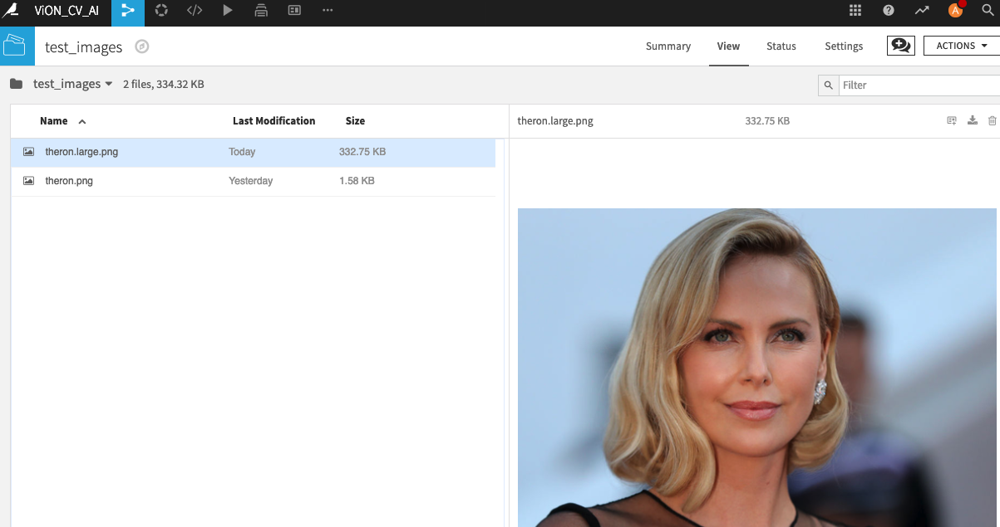 ViON_CV_AI
A
test_images
Summary
View
Status
Settings
ACTIONS
test_images
2 files, 334.32 KB
Filter
Name
Last Modification
Size
theron.large.png
Today
332.75 KB
theron.png
Yesterday
1.58 KB
theron.large.png
332.75 KB